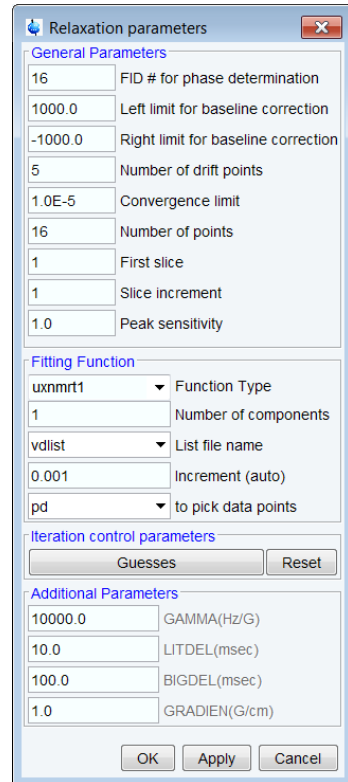 Relaxation parameters
General Parameters
16 FID # for phase determination
1000.0 Left limit for baseline correction
-1000.0 Right limit for baseline correction
5 Number of drift points
1.0E-5 Convergence limit
16 Number of points
1 First slice
1 Slice increment
1.0 Peak sensitivity
Fitting Function
uxnmrt1 Function Type
1 Number of components
vdlist List file name
0.001 Increment (auto)
pd to pick data points
Iteration control parameters
Guesses Reset
Additional Parameters
10000.0 GAMMA(Hz/G)
10.0 LITDEL(msec)
100.0 BIGDEL(msec)
1.0 GRADIEN(G/cm)
OK Apply Cancel